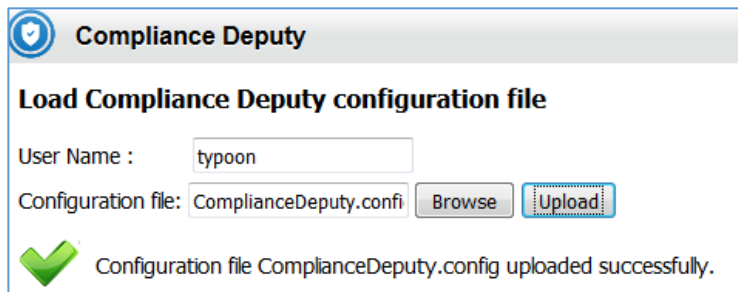 Compliance Deputy
Load Compliance Deputy configuration file
User Name : typoon
Configuration file: ComplianceDeputy.confi Browse Upload
Configuration file ComplianceDeputy.config uploaded successfully.